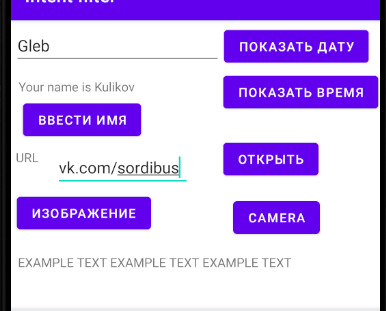 Intent filter
Gleb
ПОКАЗАТЬ ДАТУ
Your name is Kulikov
ПОКАЗАТЬ ВРЕМЯ
ВВЕСТИ ИМЯ
URL
vk.com/sordibus
ОТКРЫТЬ
ИЗОБРАЖЕНИЕ
CAMERA
EXAMPLE TEXT EXAMPLE TEXT EXAMPLE TEXT